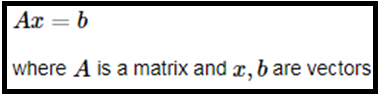 Ax = b
where A is a matrix and x, b are vectors